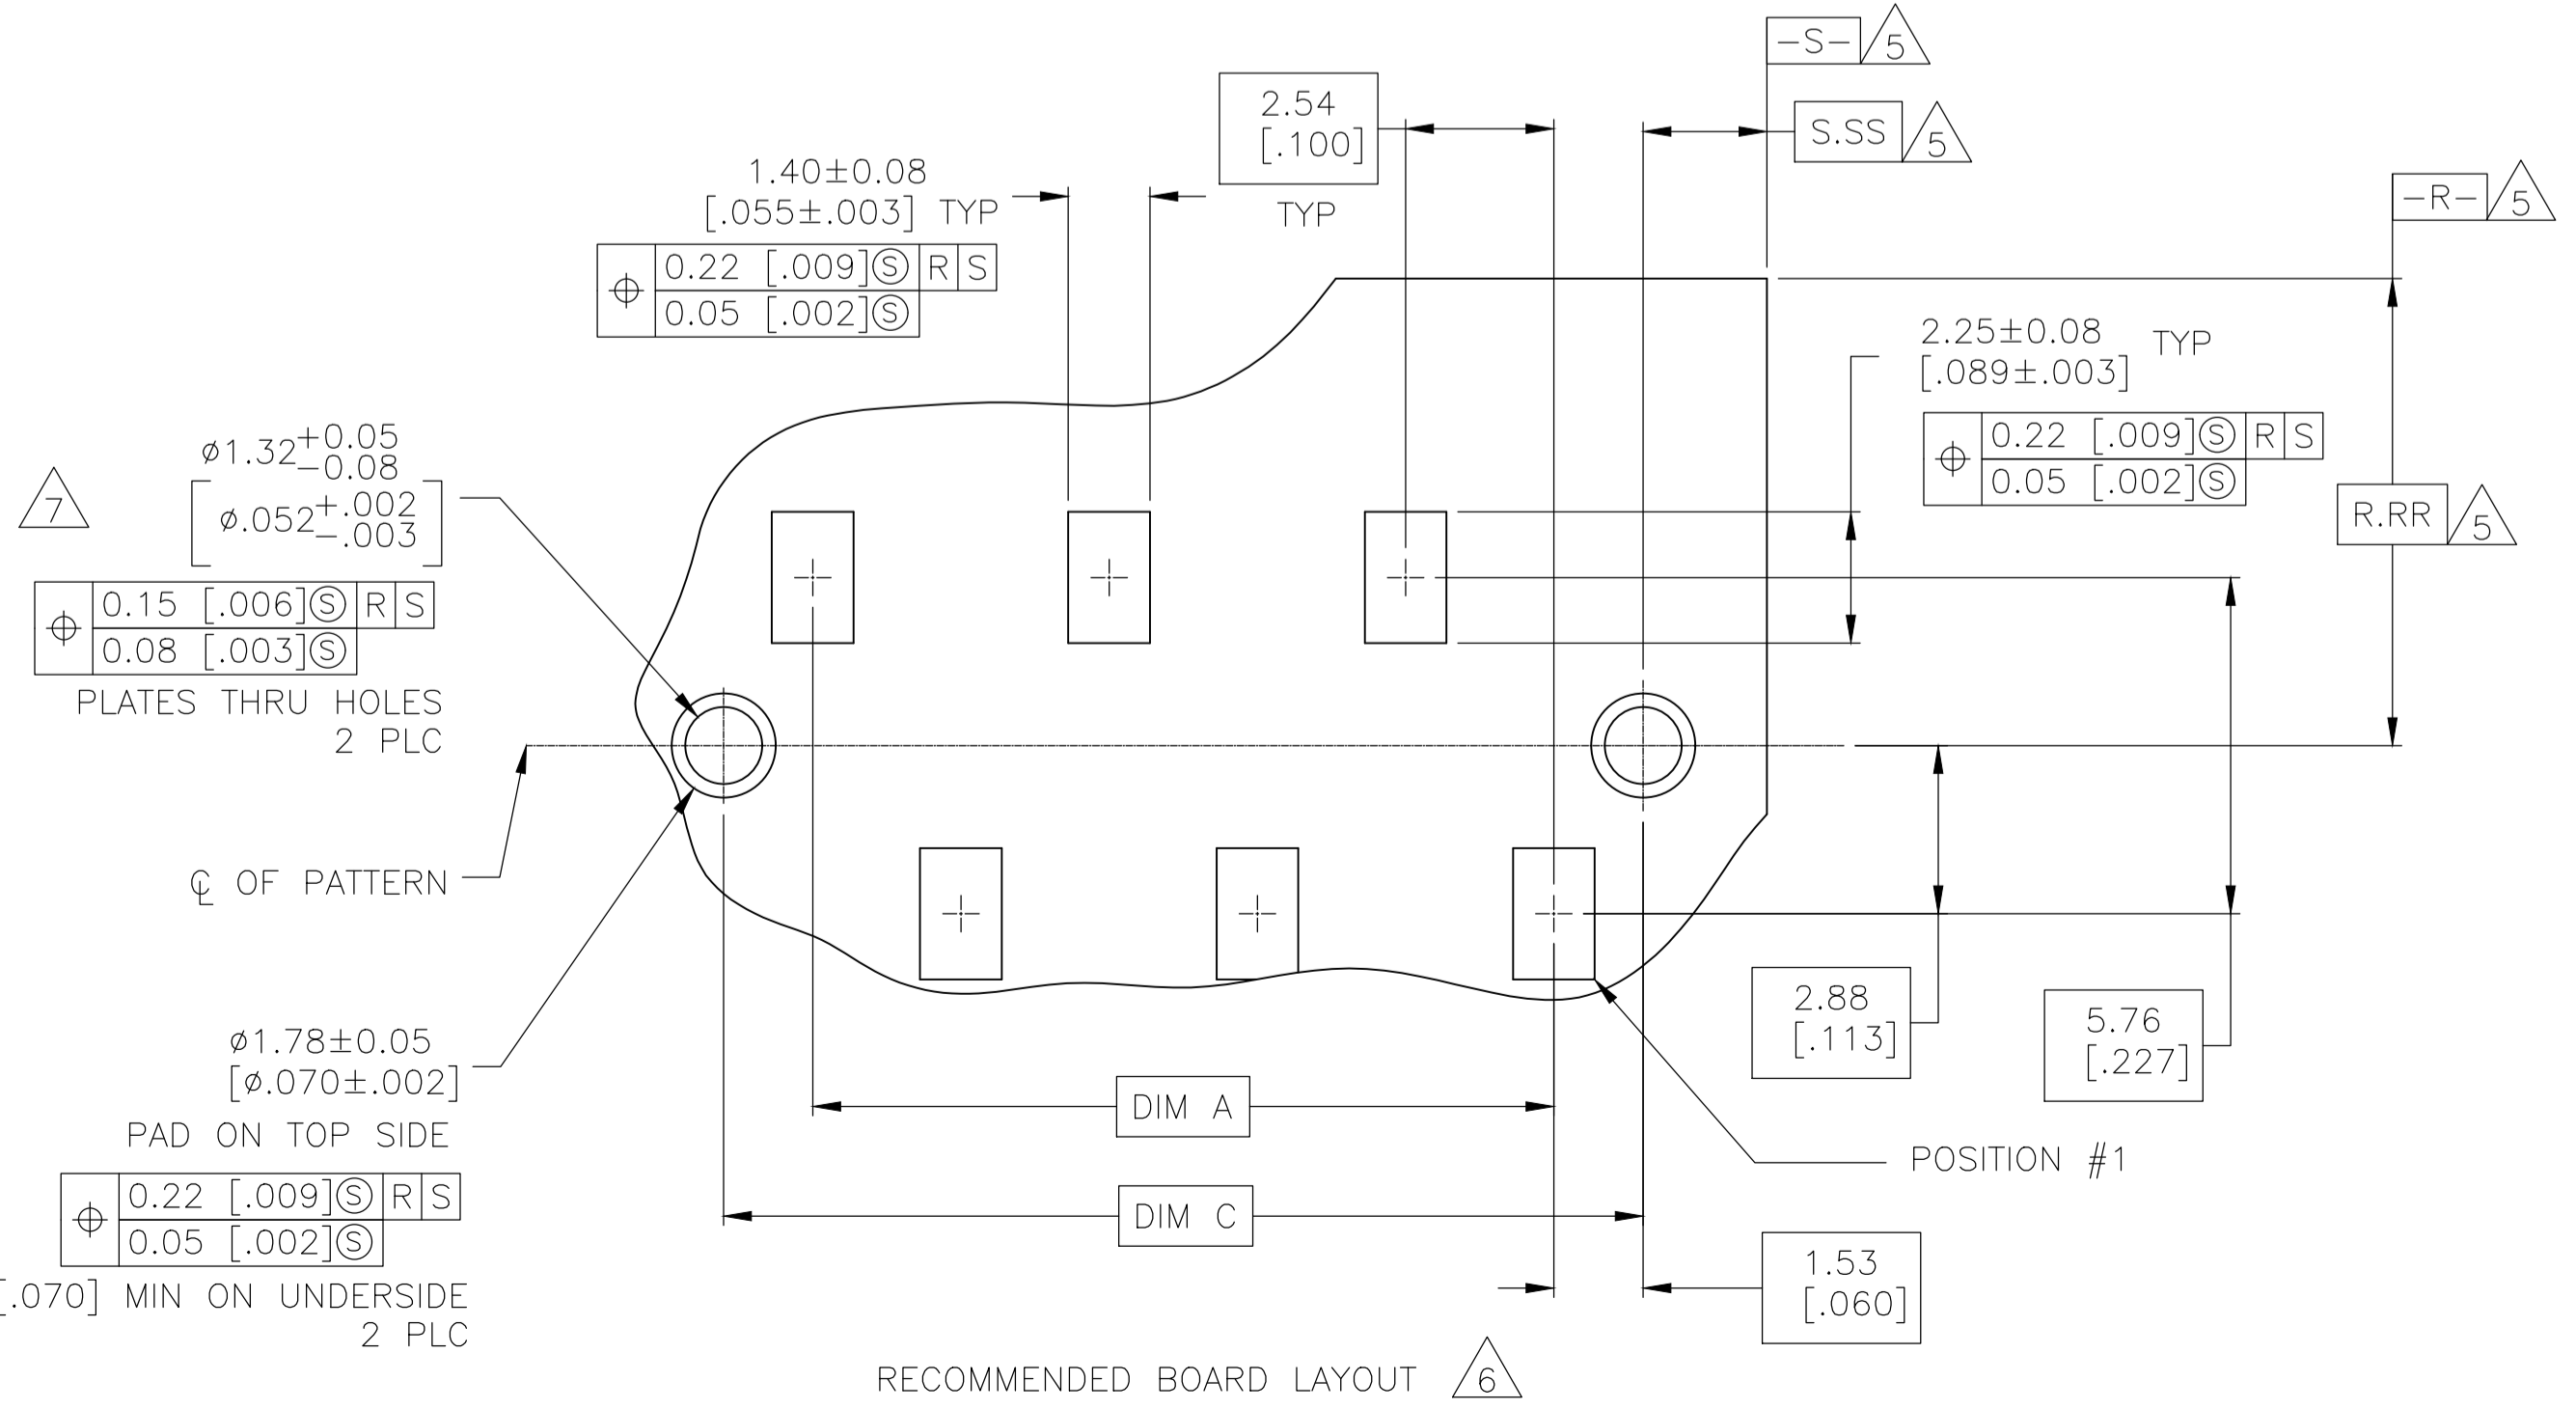 -S- 5
2.54
[.100]
TYP
S.SS 5
1.40±0.08
[.055±.003] TYP
⌖ 0.22 [.009]Ⓢ R S
0.05 [.002]Ⓢ
-R- 5
2.25±0.08 TYP
[.089±.003]
⌖ 0.22 [.009]Ⓢ R S
0.05 [.002]Ⓢ
R.RR 5
7
ø1.32+0.05
-0.08
[ø.052+.002
-.003]
⌖ 0.15 [.006]Ⓢ R S
0.08 [.003]Ⓢ
PLATES THRU HOLES
2 PLC
℄ OF PATTERN
ø1.78±0.05
[ø.070±.002]
PAD ON TOP SIDE
⌖ 0.22 [.009]Ⓢ R S
0.05 [.002]Ⓢ
[.070] MIN ON UNDERSIDE
2 PLC
DIM A
DIM C
2.88
[.113]
5.76
[.227]
POSITION #1
1.53
[.060]
RECOMMENDED BOARD LAYOUT 6